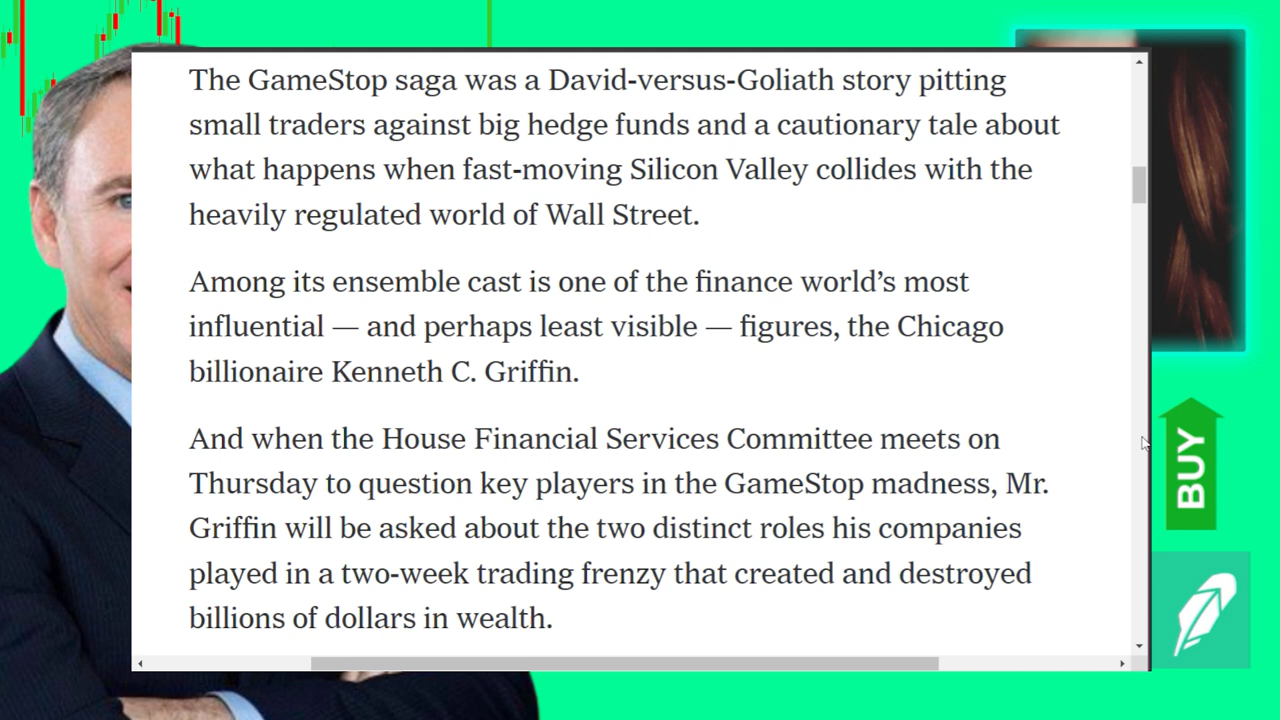 The GameStop saga was a David-versus-Goliath story pitting
small traders against big hedge funds and a cautionary tale about
what happens when fast-moving Silicon Valley collides with the
heavily regulated world of Wall Street.
Among its ensemble cast is one of the finance world’s most
influential — and perhaps least visible — figures, the Chicago
billionaire Kenneth C. Griffin.
And when the House Financial Services Committee meets on
Thursday to question key players in the GameStop madness, Mr.
Griffin will be asked about the two distinct roles his companies
played in a two-week trading frenzy that created and destroyed
billions of dollars in wealth.
BUY